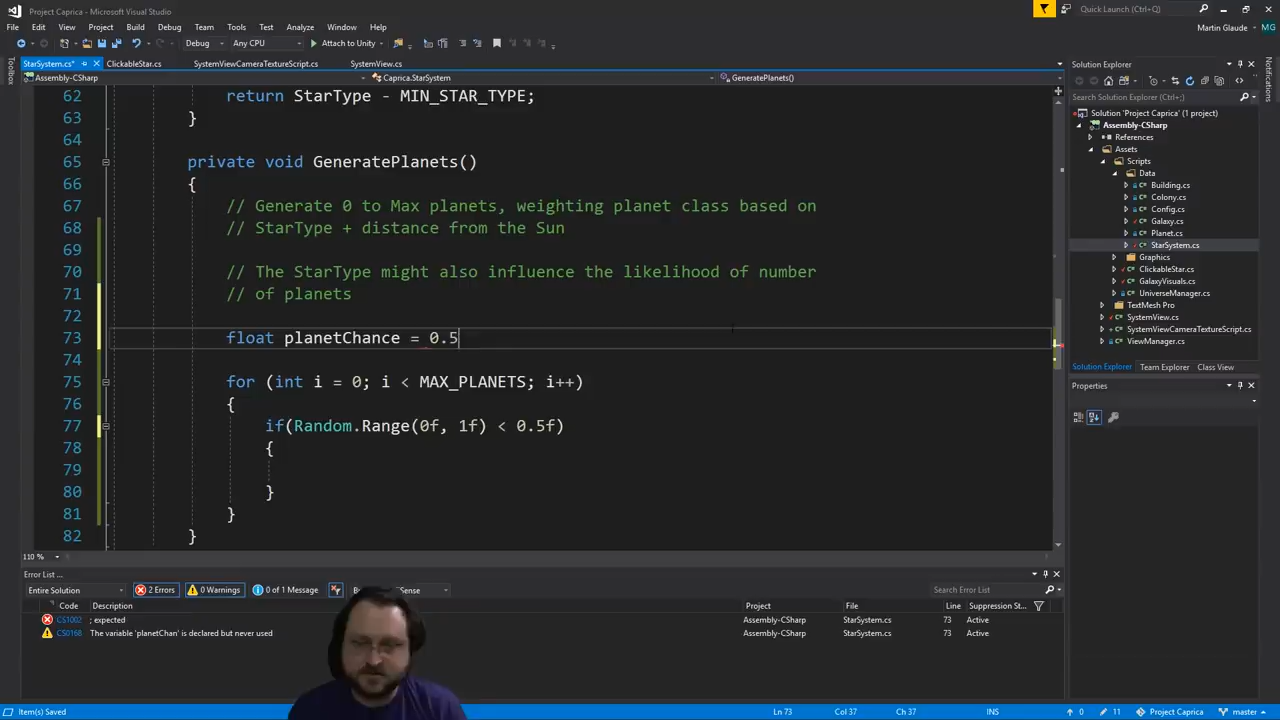 Project Caprica - Microsoft Visual Studio
Quick Launch (Ctrl+Q)
File Edit View Project Build Debug Team Tools Test Analyze Window Help
Martin Glaude MG
Debug Any CPU Attach to Unity
StarSystem.cs* ClickableStar.cs SystemViewCameraTextureScript.cs SystemView.cs
Assembly-CSharp Caprica.StarSystem GeneratePlanets()
Toolbox
62 return StarType - MIN_STAR_TYPE;
63 }
64
65 private void GeneratePlanets()
66 {
67 // Generate 0 to Max planets, weighting planet class based on
68 // StarType + distance from the Sun
69
70 // The StarType might also influence the likelihood of number
71 // of planets
72
73 float planetChance = 0.5
74
75 for (int i = 0; i < MAX_PLANETS; i++)
76 {
77 if(Random.Range(0f, 1f) < 0.5f)
78 {
79
80 }
81 }
82 }
110 %
Solution Explorer
Notifications
Search Solution Explorer (Ctrl+;)
Solution 'Project Caprica' (1 project)
Assembly-CSharp
References
Assets
Scripts
Data
Building.cs
Colony.cs
Config.cs
Galaxy.cs
Planet.cs
StarSystem.cs
Graphics
ClickableStar.cs
GalaxyVisuals.cs
UniverseManager.cs
TextMesh Pro
SystemView.cs
SystemViewCameraTextureScript.cs
ViewManager.cs
Solution Explorer Team Explorer Class View
Properties
Error List ...
Entire Solution 2 Errors 0 Warnings 0 of 1 Message Search Error List
Code Description Project File Line Suppression St...
CS1002 ; expected Assembly-CSharp StarSystem.cs 73 Active
CS0168 The variable 'planetChan' is declared but never used Assembly-CSharp StarSystem.cs 73 Active
Item(s) Saved Ln 73 Col 37 Ch 37 INS 0 11 Project Caprica master